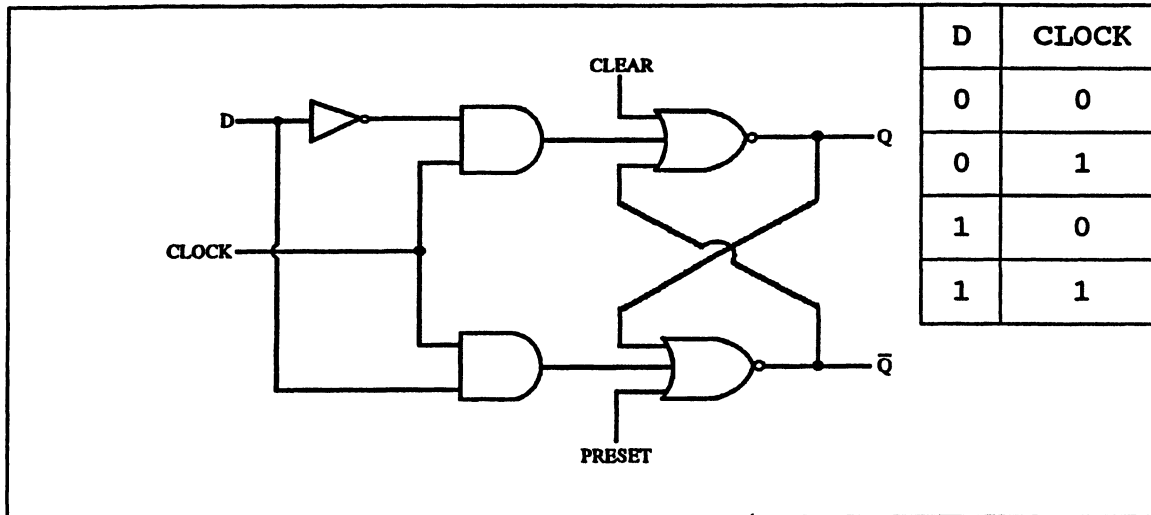 CLEAR
D
Q
CLOCK
Q̅
PRESET
D CLOCK
0 0
0 1
1 0
1 1